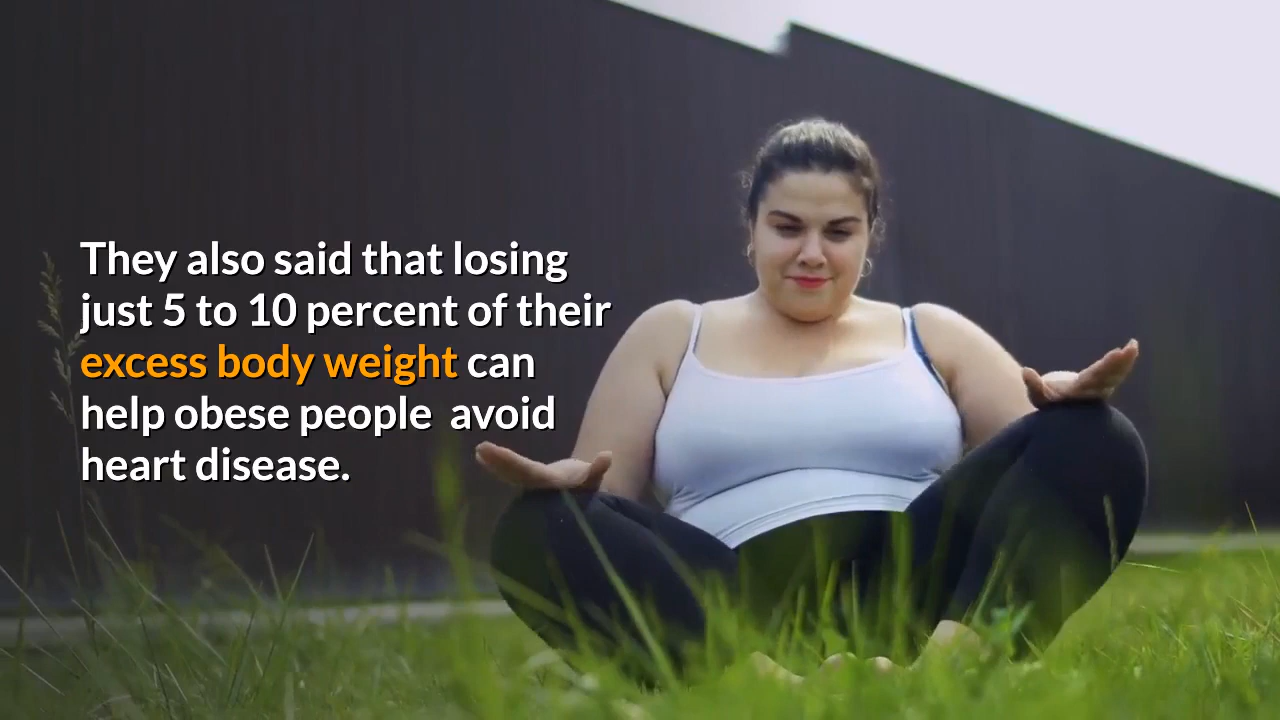 They also said that losing
just 5 to 10 percent of their
excess body weight can
help obese people  avoid
heart disease.